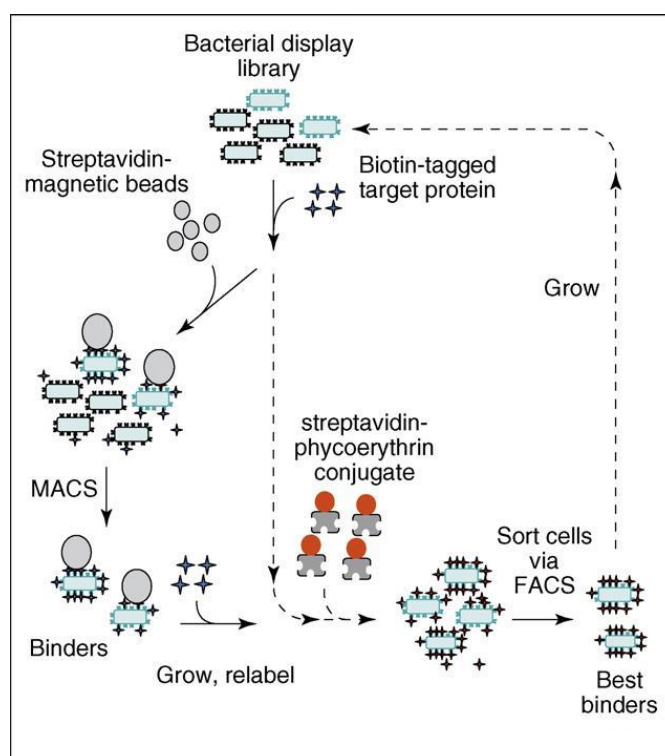 Bacterial display
library
Streptavidin-
magnetic beads
Biotin-tagged
target protein
Grow
streptavidin-
phycoerythrin
conjugate
MACS
Sort cells
via
FACS
Binders
Grow, relabel
Best
binders